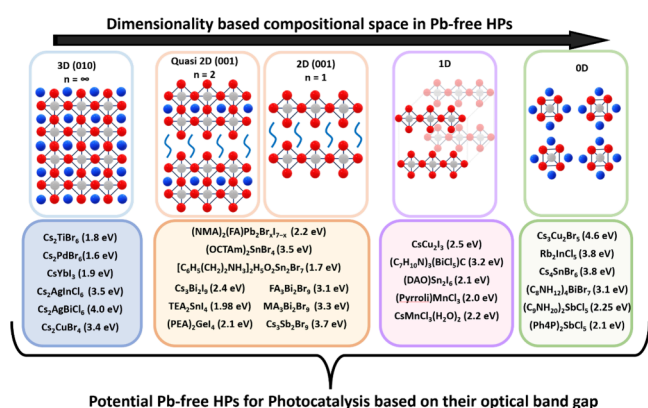 Dimensionality based compositional space in Pb-free HPs
3D (010)
n = ∞
Quasi 2D (001)
n = 2
2D (001)
n = 1
1D
0D
Cs₂TiBr₆ (1.8 eV)
Cs₂PdBr₆ (1.6 eV)
CsYbI₃ (1.9 eV)
Cs₂AgInCl₆ (3.5 eV)
Cs₂AgBiCl₆ (4.0 eV)
Cs₂CuBr₄ (3.4 eV)
(NMA)₂(FA)Pb₂BrₓI₇₋ₓ (2.2 eV)
(OCTAm)₂SnBr₄ (3.5 eV)
[C₆H₅(CH₂)₂NH₃]₂H₅O₂Sn₂Br₇ (1.7 eV)
Cs₃Bi₂I₉ (2.4 eV) FA₃Bi₂Br₉ (3.1 eV)
TEA₂SnI₄ (1.98 eV) MA₃Bi₂Br₉ (3.3 eV)
(PEA)₂GeI₄ (2.1 eV) Cs₃Sb₂Br₉ (3.7 eV)
CsCu₂I₃ (2.5 eV)
(C₇H₁₀N)₃(BiCl₅)C (3.2 eV)
(DAO)Sn₂I₆ (2.1 eV)
(Pyrroli)MnCl₃ (2.0 eV)
CsMnCl₃(H₂O)₂ (2.2 eV)
Cs₃Cu₂Br₅ (4.6 eV)
Rb₂InCl₅ (3.8 eV)
Cs₄SnBr₆ (3.8 eV)
(C₈NH₁₂)₄BiBr₇ (3.1 eV)
(C₉NH₂₀)₂SbCl₅ (2.25 eV)
(Ph4P)₂SbCl₅ (2.1 eV)
Potential Pb-free HPs for Photocatalysis based on their optical band gap